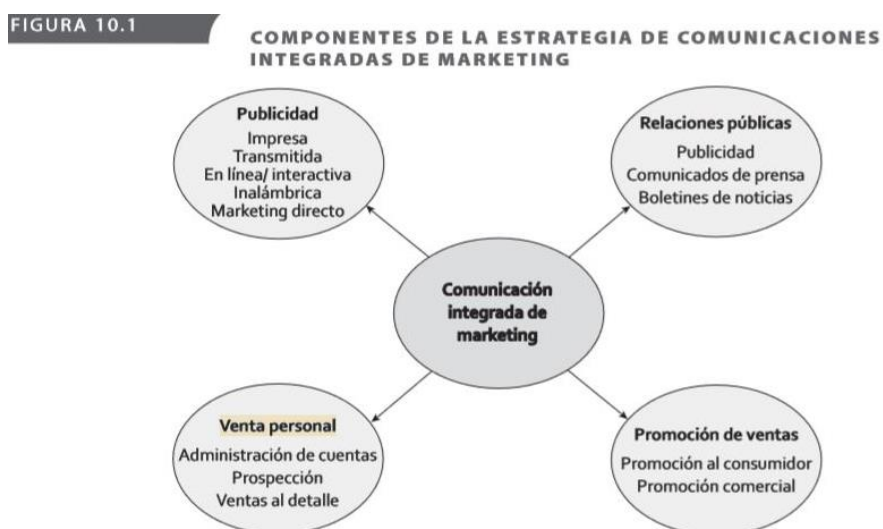 FIGURA 10.1
COMPONENTES DE LA ESTRATEGIA DE COMUNICACIONES
INTEGRADAS DE MARKETING
Publicidad
Impresa
Transmitida
En línea/ interactiva
Inalámbrica
Marketing directo
Relaciones públicas
Publicidad
Comunicados de prensa
Boletines de noticias
Comunicación
integrada de
marketing
Venta personal
Administración de cuentas
Prospección
Ventas al detalle
Promoción de ventas
Promoción al consumidor
Promoción comercial